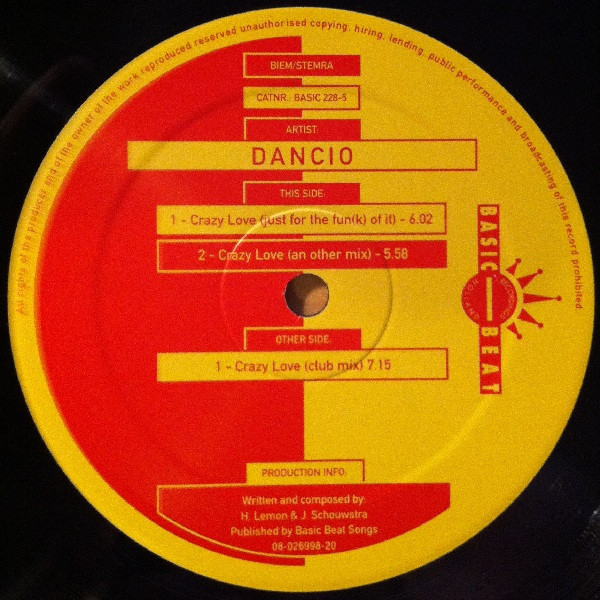 All rights of the producer and of the owner of the work reproduced reserved unauthorised copying, hiring, lending, public performance and broadcasting of this record prohibited.
BIEM/STEMRA
CATNR.: BASIC 228-5
ARTIST:
DANCIO
THIS SIDE:
1 - Crazy Love (just for the fun(k) of it) - 6.02
2 - Crazy Love (an other mix) - 5.58
BASIC BEAT
RECORDINGS
OTHER SIDE:
1 - Crazy Love (club mix) 7.15
PRODUCTION INFO:
Written and composed by:
H. Lemon & J. Schouwstra
Published by Basic Beat Songs
08-026998-20